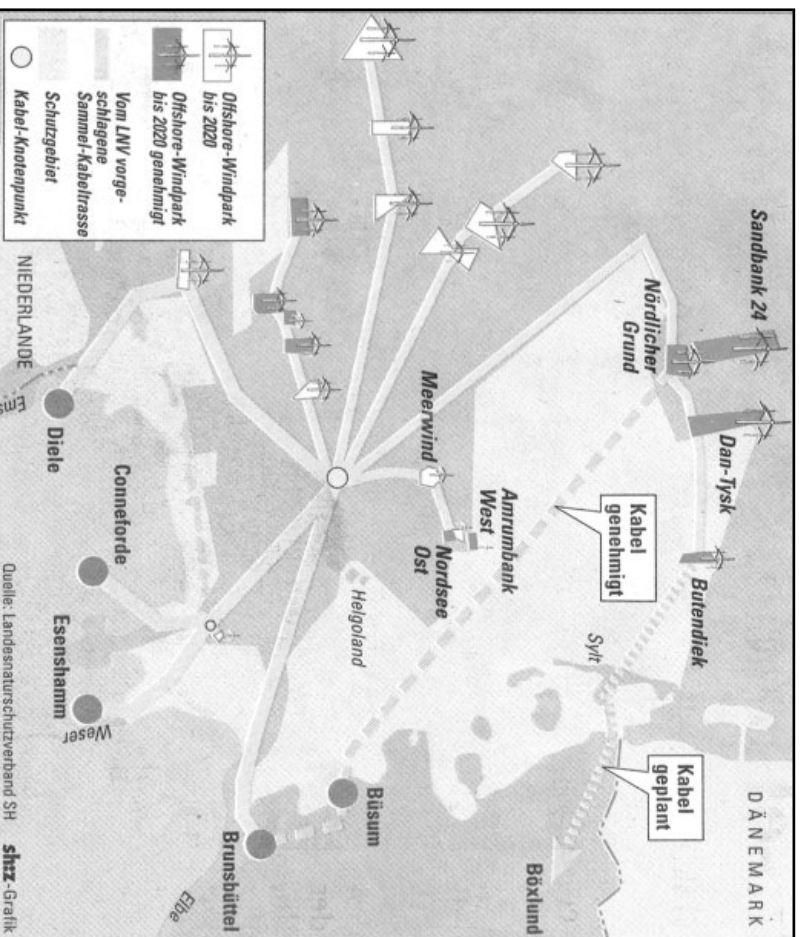 DÄNEMARK
Sandbank 24
Dan-Tysk
Butendiek
Kabel
geplant
Nördlicher
Grund
Kabel
genehmigt
Sylt
Böxlund
Amrumbank
West
Nordsee
Ost
Meerwind
Helgoland
Büsum
Brunsbüttel
Elbe
Offshore-Windpark
bis 2020
Offshore-Windpark
bis 2020 genehmigt
Vom LNV vorge-
schlagene
Sammel-Kabeltrasse
Schutzgebiet
Kabel-Knotenpunkt
NIEDERLANDE
Ems
Diele
Conneforde
Esenshamm
Weser
Quelle: Landesnaturschutzverband SH
sh:z-Grafik